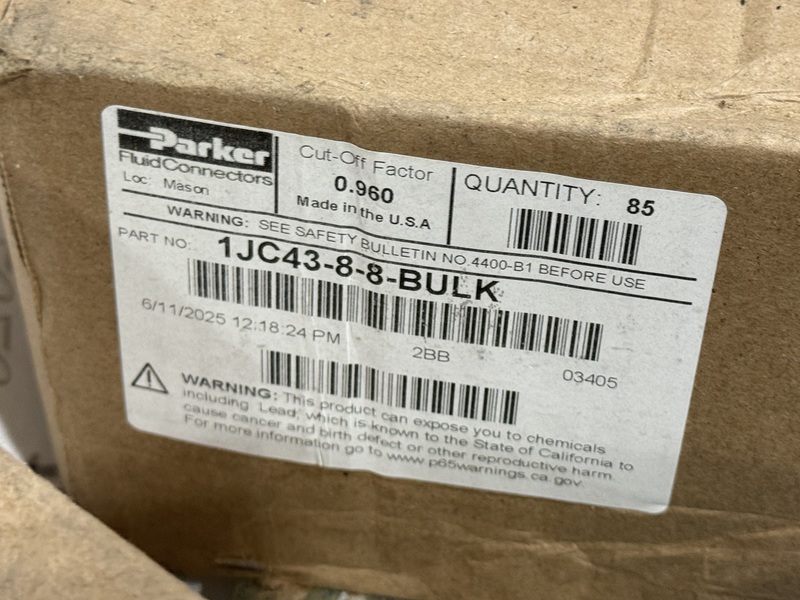 Parker
FluidConnectors
Loc: Mason
Cut-Off Factor
0.960
Made in the U.S.A
QUANTITY: 85
WARNING: SEE SAFETY BULLETIN NO.4400-B1 BEFORE USE
PART NO: 1JC43-8-8-BULK
6/11/2025 12:18:24 PM
2BB
03405
WARNING: This product can expose you to chemicals
including Lead, which is known to the State of California to
cause cancer and birth defect or other reproductive harm.
For more information go to www.p65warnings.ca.gov.